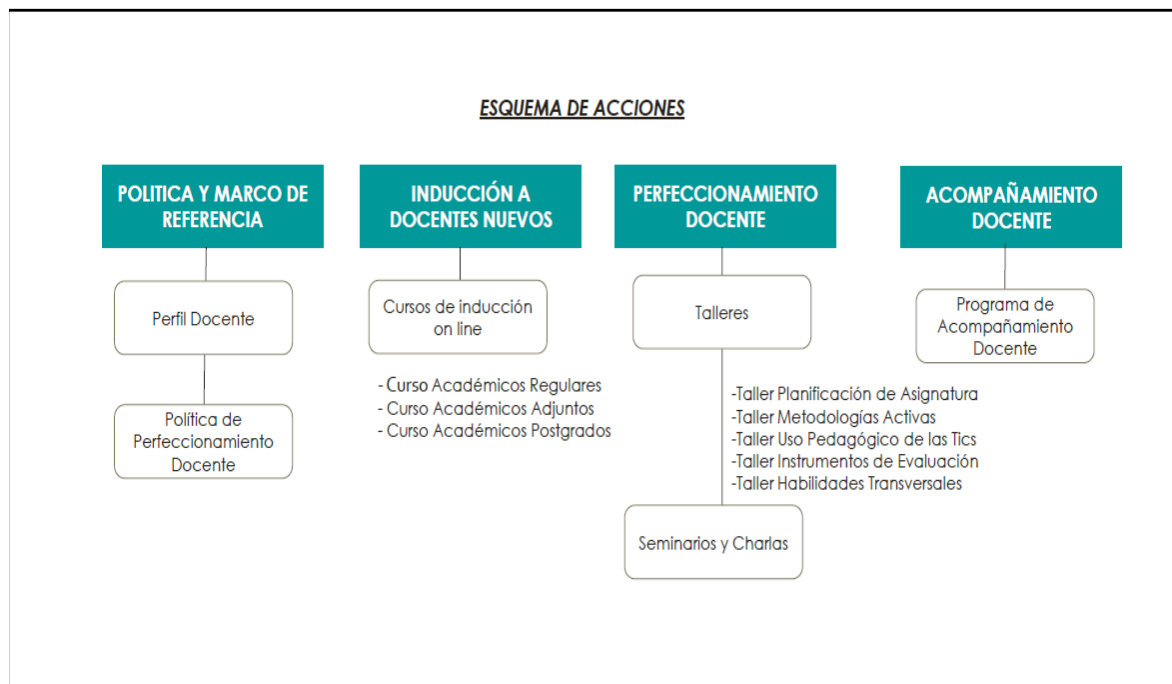 ESQUEMA DE ACCIONES
POLITICA Y MARCO DE
REFERENCIA
Perfil Docente
Política de
Perfeccionamiento
Docente
INDUCCIÓN A
DOCENTES NUEVOS
Cursos de inducción
on line
- Curso Académicos Regulares
- Curso Académicos Adjuntos
- Curso Académicos Postgrados
PERFECCIONAMIENTO
DOCENTE
Talleres
-Taller Planificación de Asignatura
-Taller Metodologías Activas
-Taller Uso Pedagógico de las Tics
-Taller Instrumentos de Evaluación
-Taller Habilidades Transversales
Seminarios y Charlas
ACOMPAÑAMIENTO
DOCENTE
Programa de
Acompañamiento
Docente